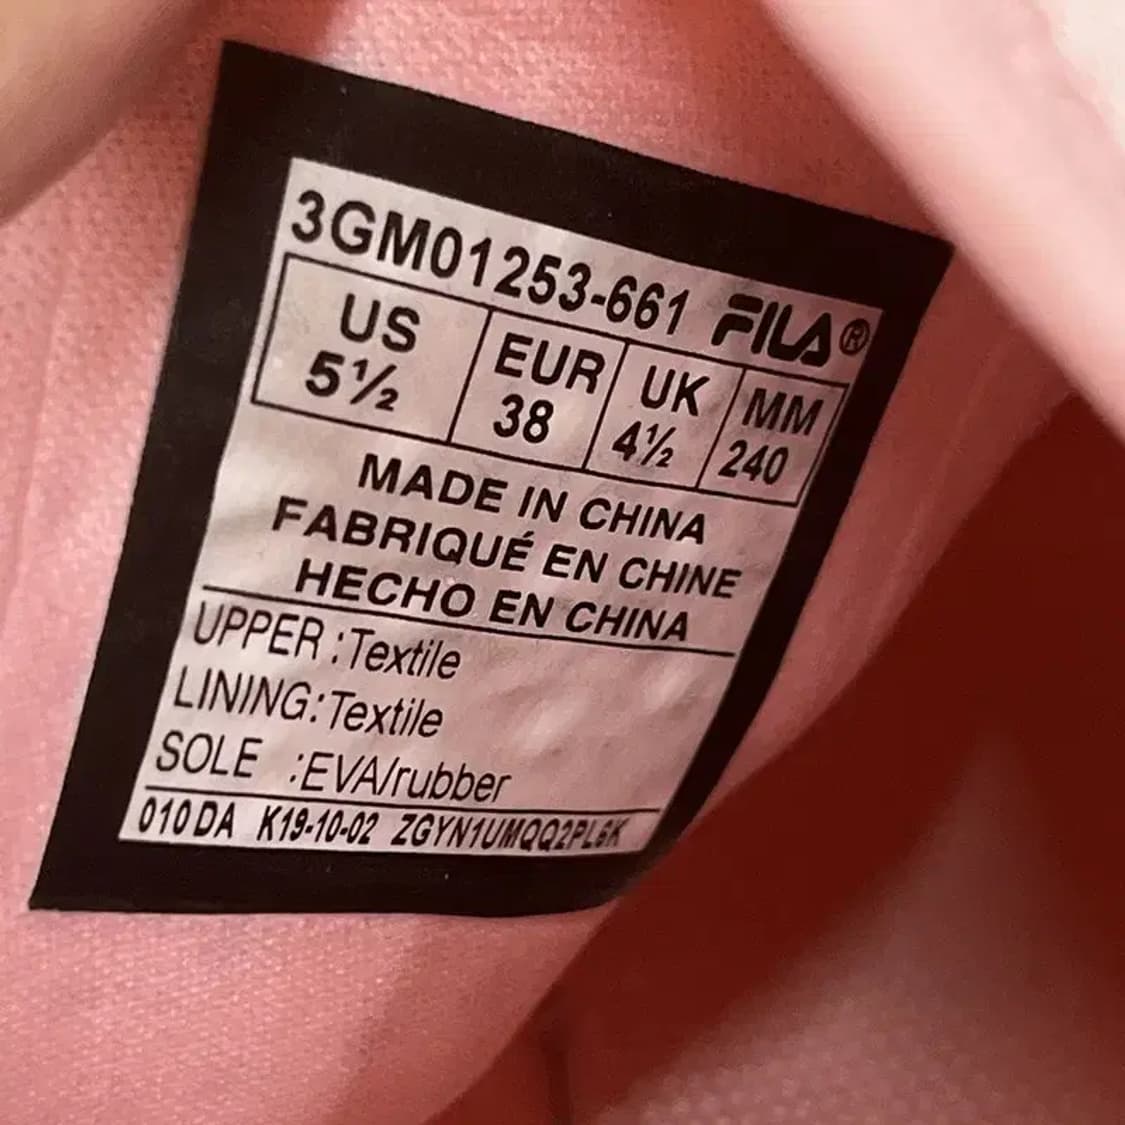 3GM01253-661 FILA®
US EUR UK MM
5½ 38 4½ 240
MADE IN CHINA
FABRIQUÉ EN CHINE
HECHO EN CHINA
UPPER :Textile
LINING:Textile
SOLE :EVA/rubber
010DA K19-10-02 ZGYN1UMQQ2PL6K